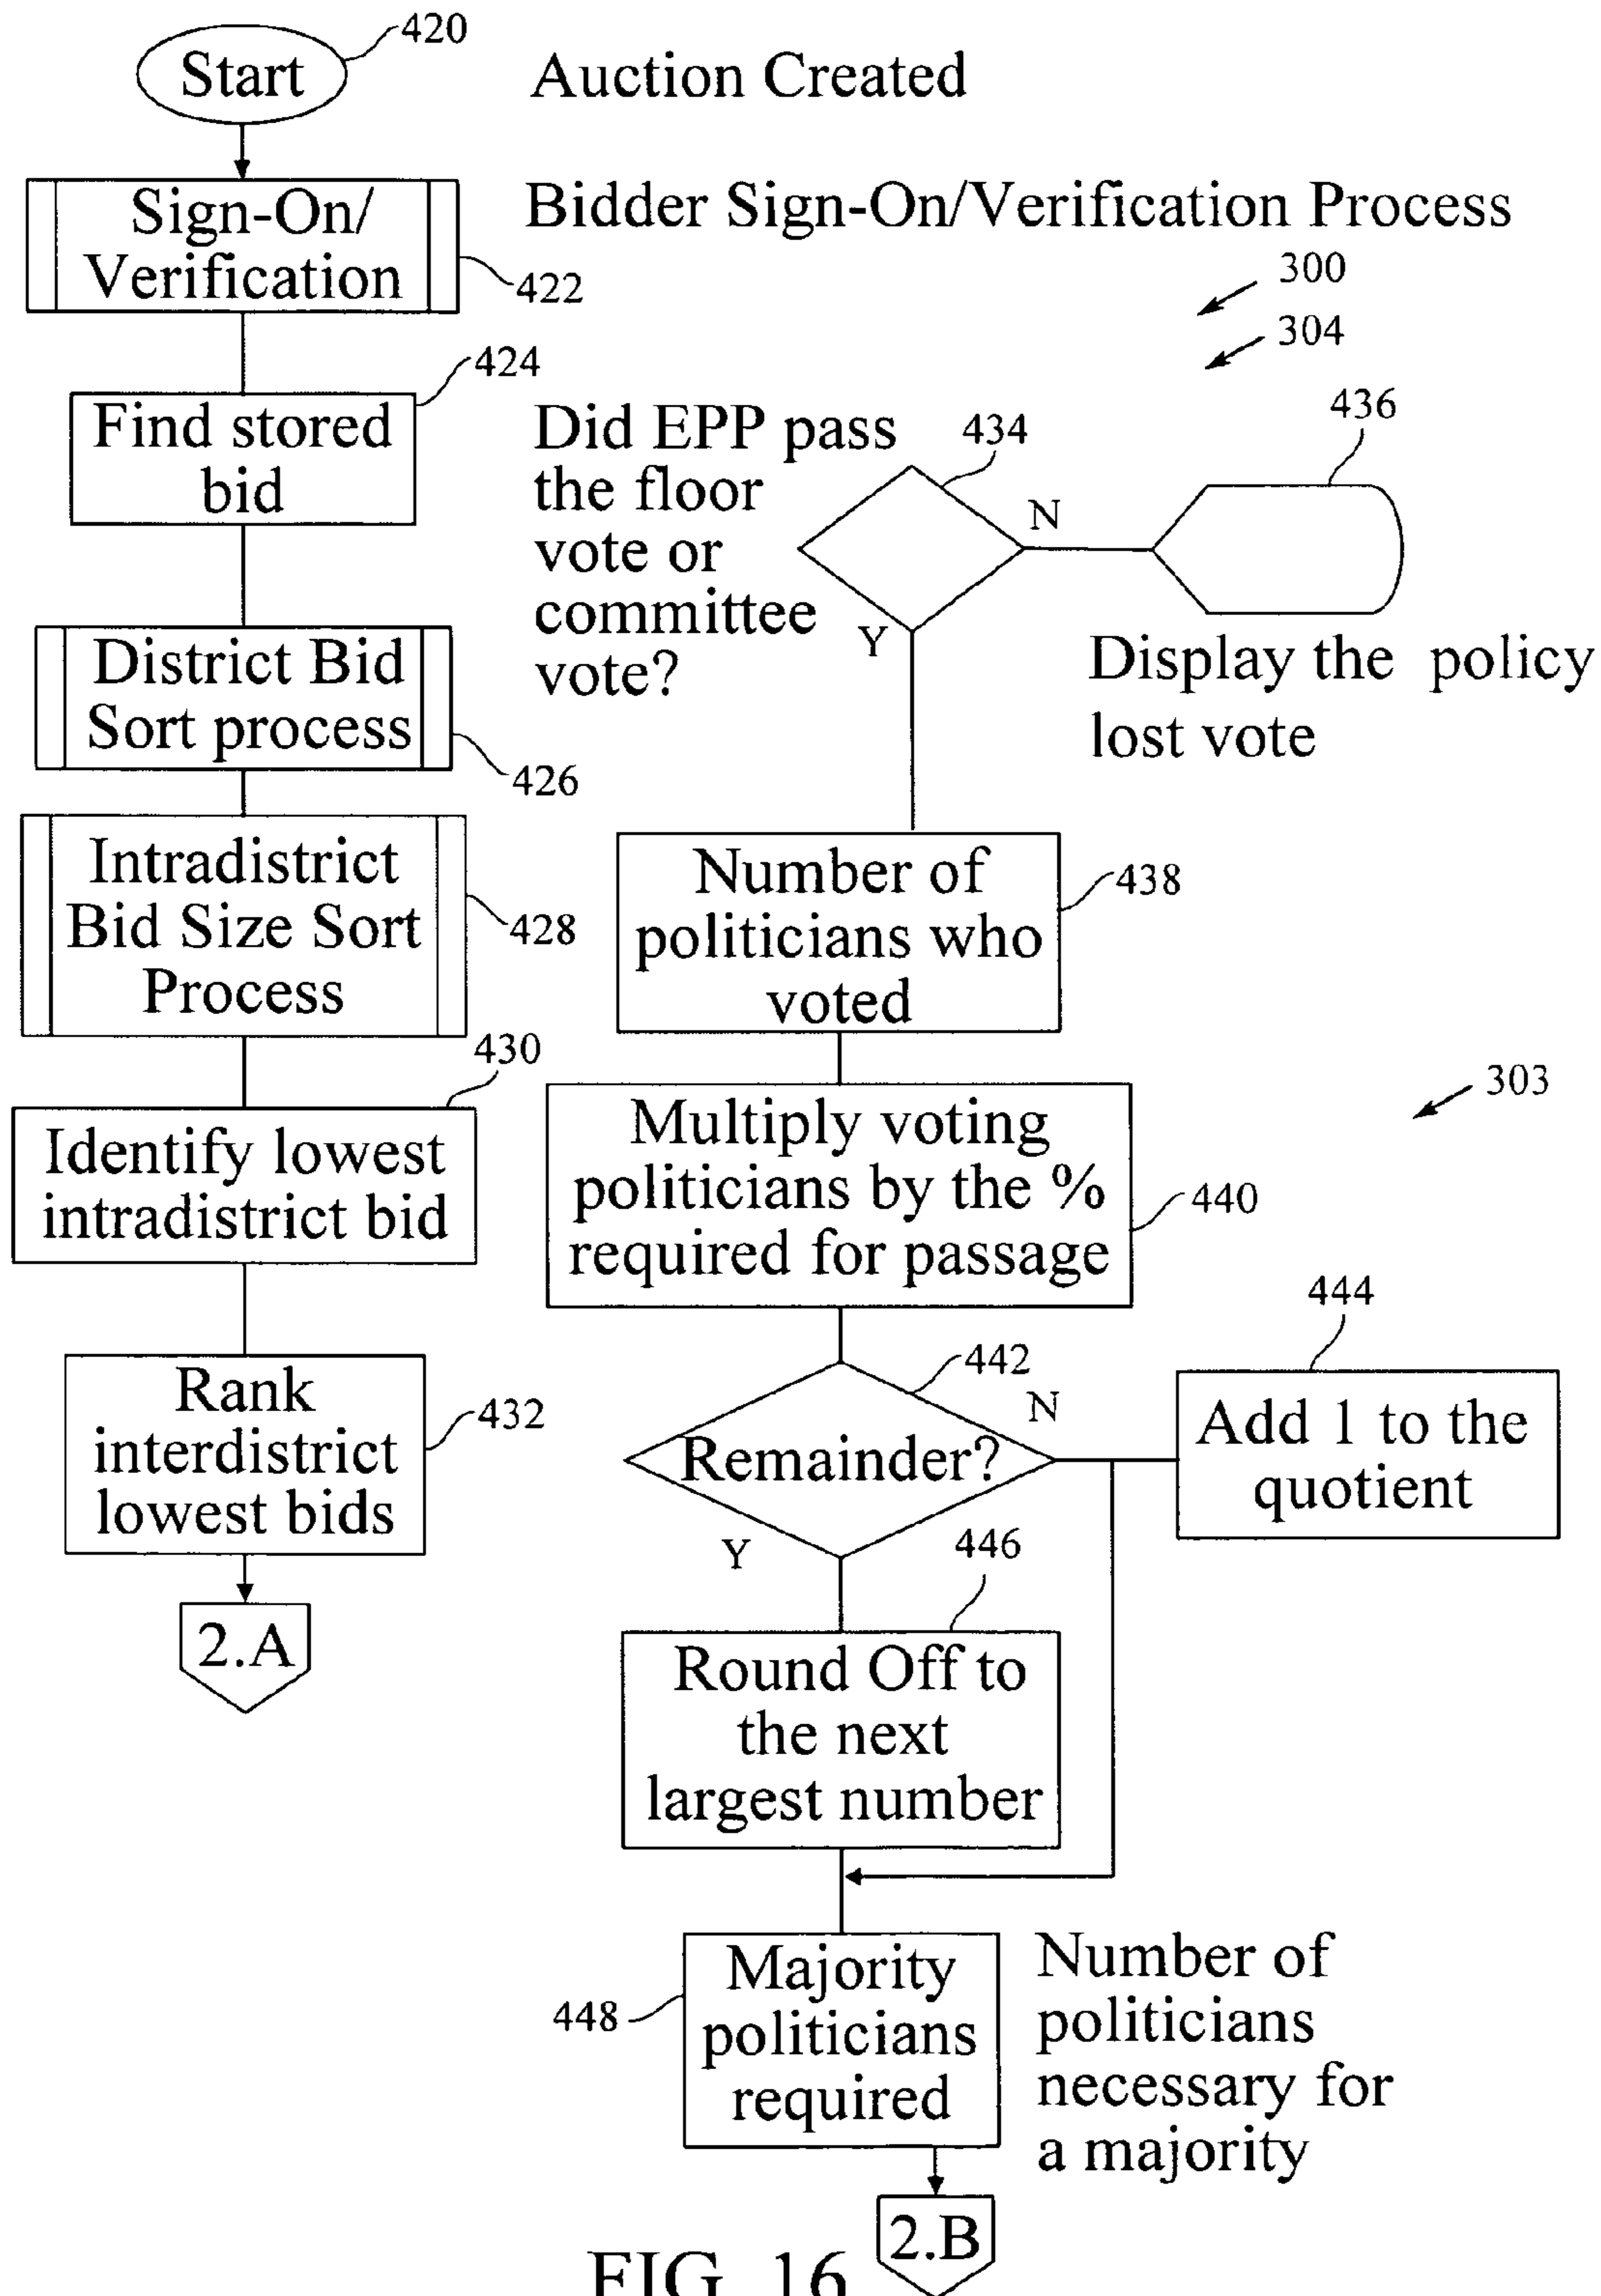 420
Start
Auction Created
Sign-On/
Verification
422
Bidder Sign-On/Verification Process
300
304
424
Find stored
bid
District Bid
Sort process
426
Intradistrict
Bid Size Sort
Process
428
430
Identify lowest
intradistrict bid
Rank
interdistrict
lowest bids
432
2.A
Did EPP pass
the floor
vote or
committee
vote?
434
N
Y
436
Display the policy
lost vote
Number of
politicians who
voted
438
303
Multiply voting
politicians by the %
required for passage
440
442
Remainder?
N
Y
444
Add 1 to the
quotient
446
Round Off to
the next
largest number
448
Majority
politicians
required
Number of
politicians
necessary for
a majority
2.B
FIG. 16